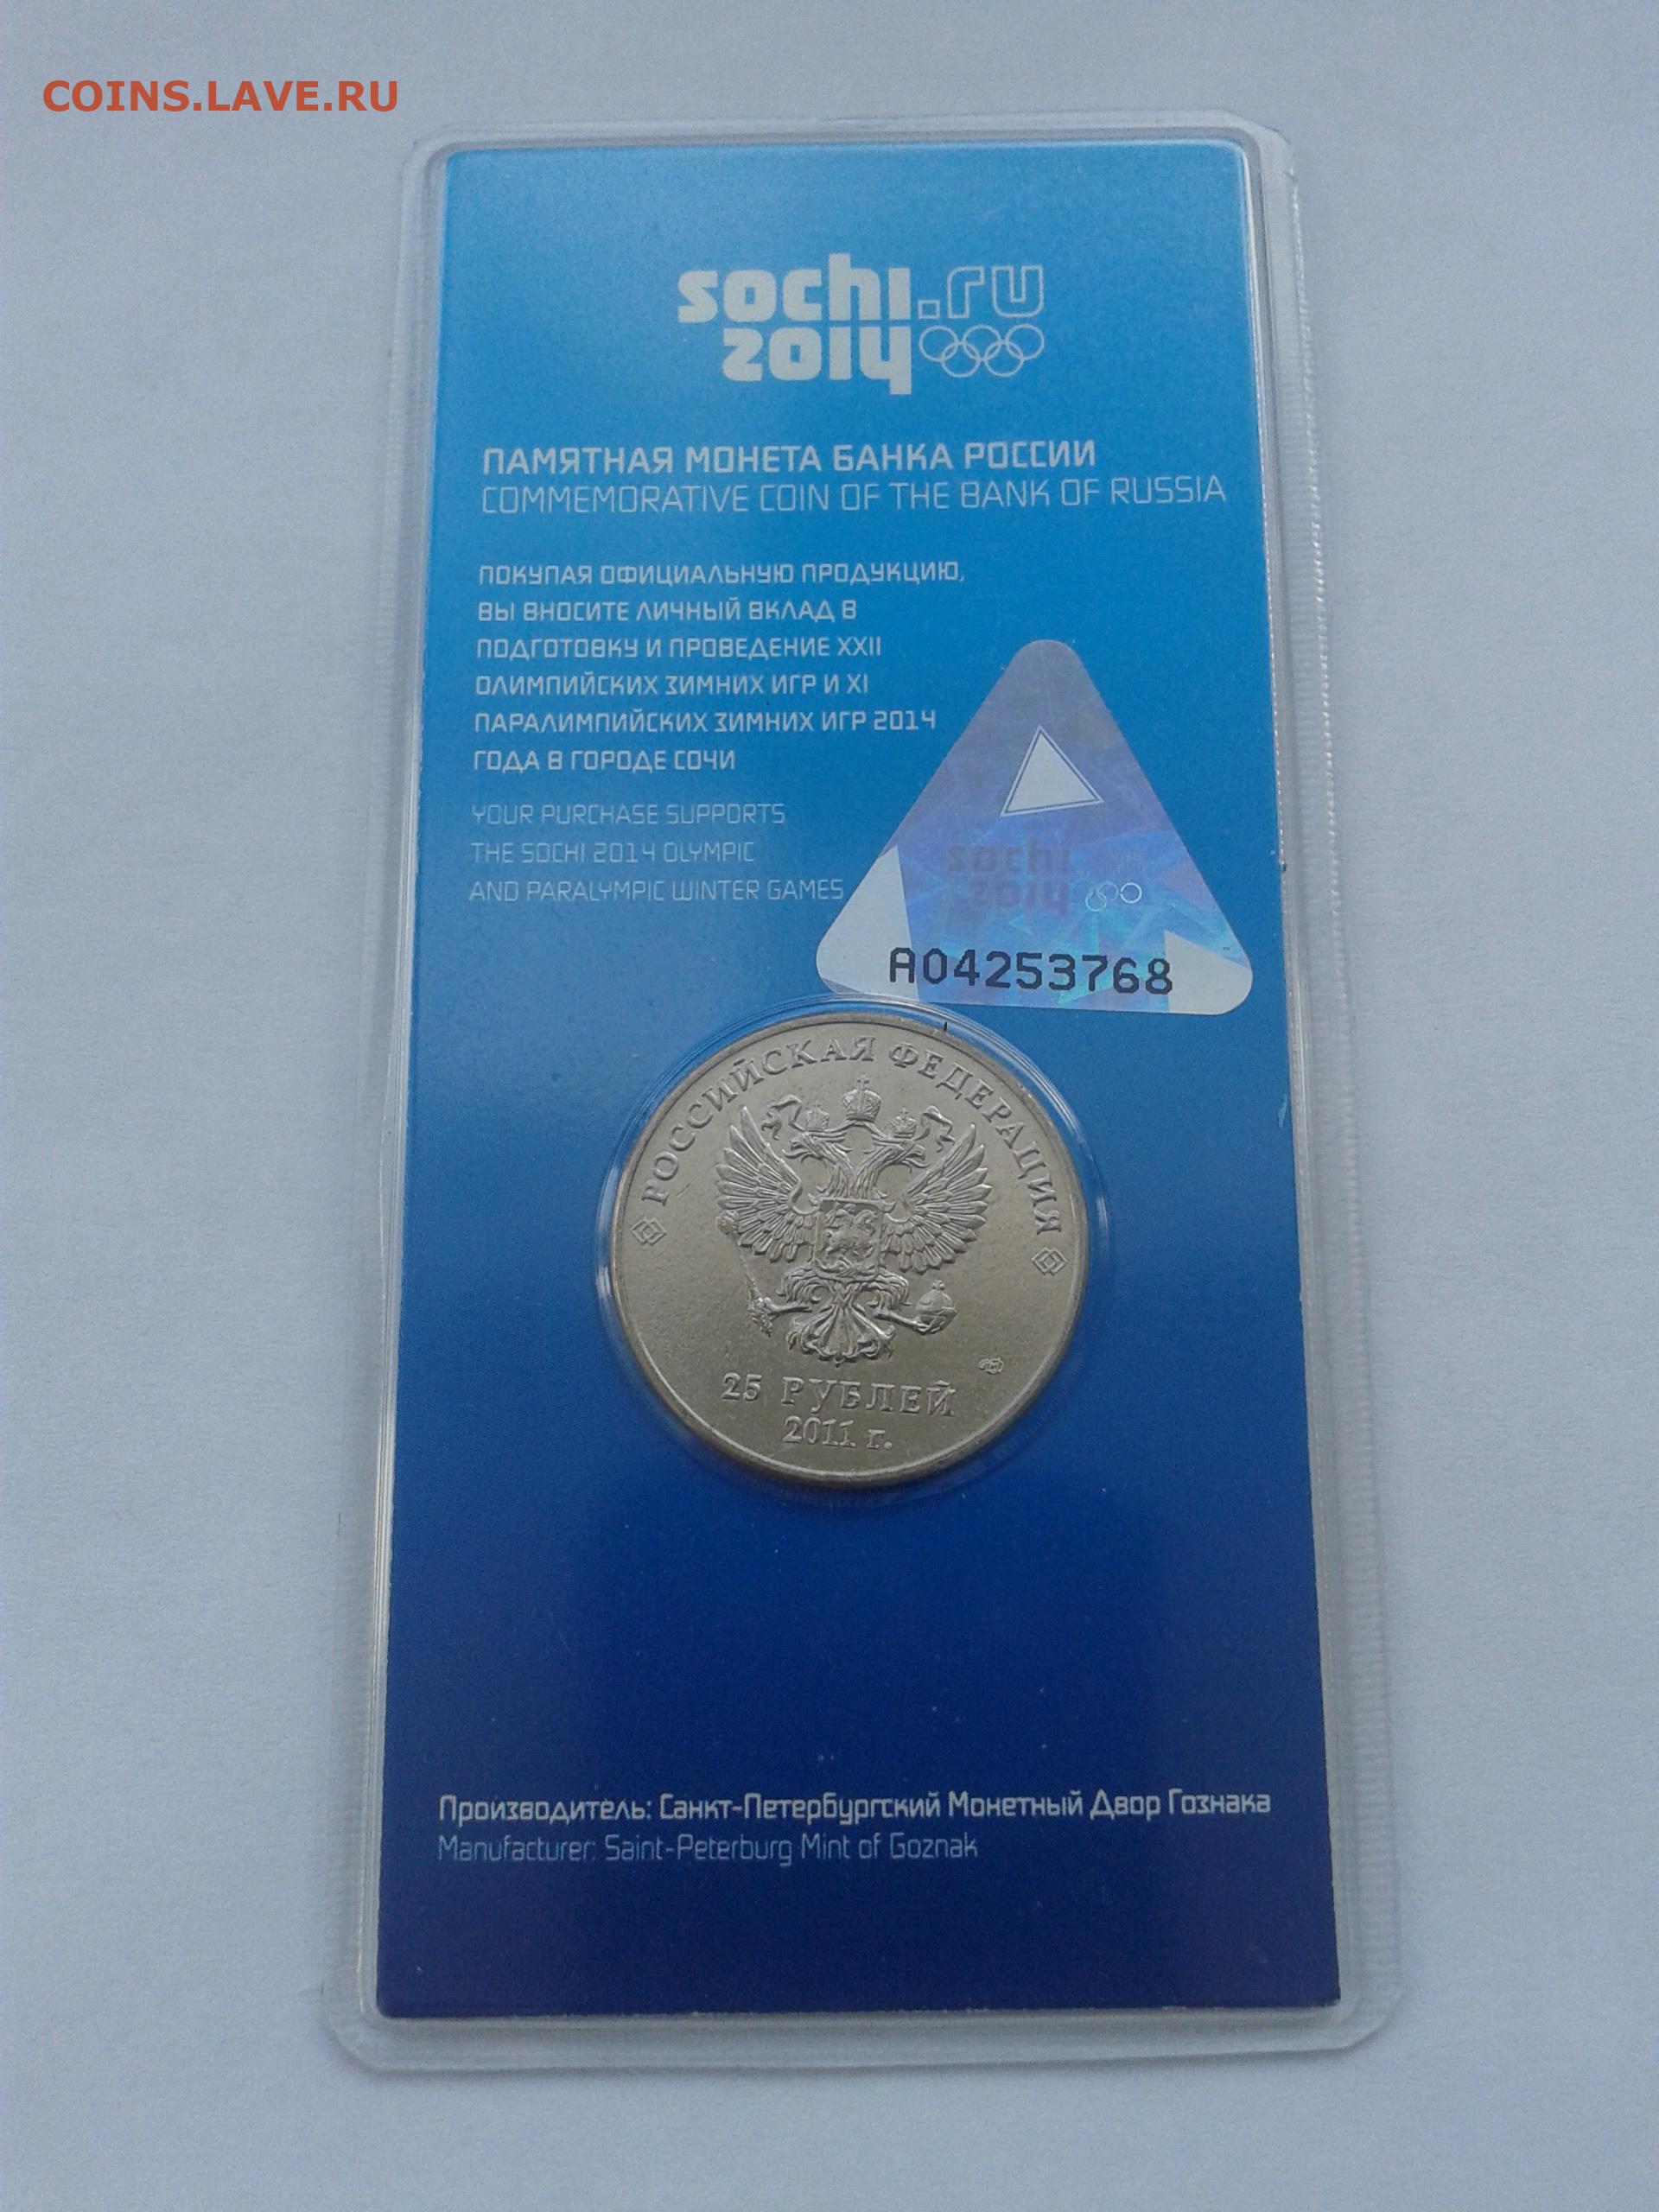 COINS.LAVE.RU
sochi.ru
2014
ПАМЯТНАЯ МОНЕТА БАНКА РОССИИ
COMMEMORATIVE COIN OF THE BANK OF RUSSIA
ПОКУПАЯ ОФИЦИАЛЬНУЮ ПРОДУКЦИЮ,
ВЫ ВНОСИТЕ ЛИЧНЫЙ ВКЛАД В
ПОДГОТОВКУ И ПРОВЕДЕНИЕ XXII
ОЛИМПИЙСКИХ ЗИМНИХ ИГР И XI
ПАРАЛИМПИЙСКИХ ЗИМНИХ ИГР 2014
ГОДА В ГОРОДЕ СОЧИ
YOUR PURCHASE SUPPORTS
THE SOCHI 2014 OLYMPIC
AND PARALYMPIC WINTER GAMES
sochi
2014
A04253768
РОССИЙСКАЯ ФЕДЕРАЦИЯ
25 РУБЛЕЙ
2011 г.
Производитель: Санкт-Петербургский Монетный Двор Гознака
Manufacturer: Saint-Peterburg Mint of Goznak